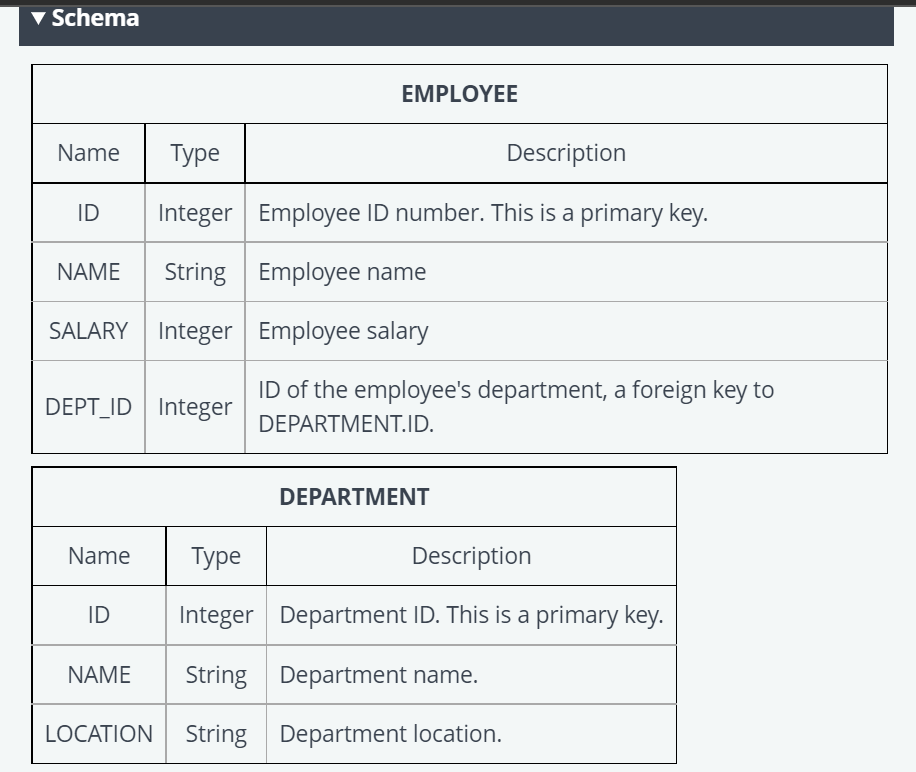 ▼ Schema
EMPLOYEE
Name Type Description
ID Integer Employee ID number. This is a primary key.
NAME String Employee name
SALARY Integer Employee salary
DEPT_ID Integer ID of the employee's department, a foreign key to
DEPARTMENT.ID.
DEPARTMENT
Name Type Description
ID Integer Department ID. This is a primary key.
NAME String Department name.
LOCATION String Department location.